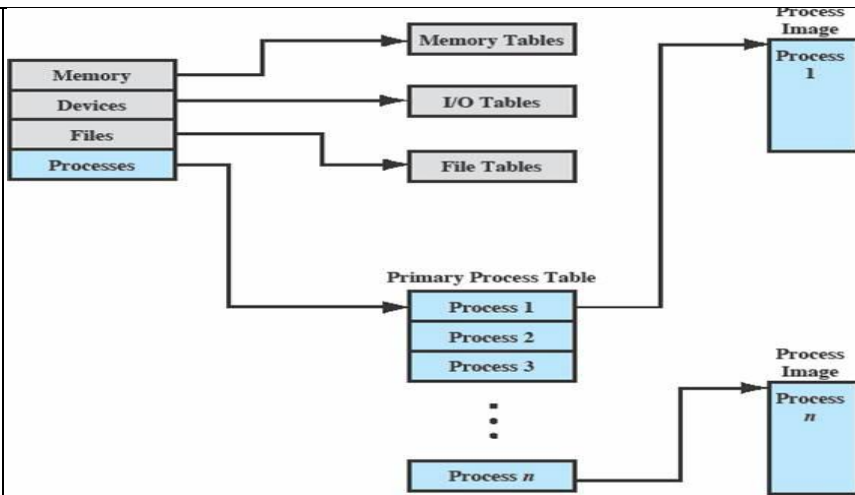 Memory
Devices
Files
Processes
Memory Tables
I/O Tables
File Tables
Primary Process Table
Process 1
Process 2
Process 3
Process n
Process
Image
Process
1
Process
Image
Process
n